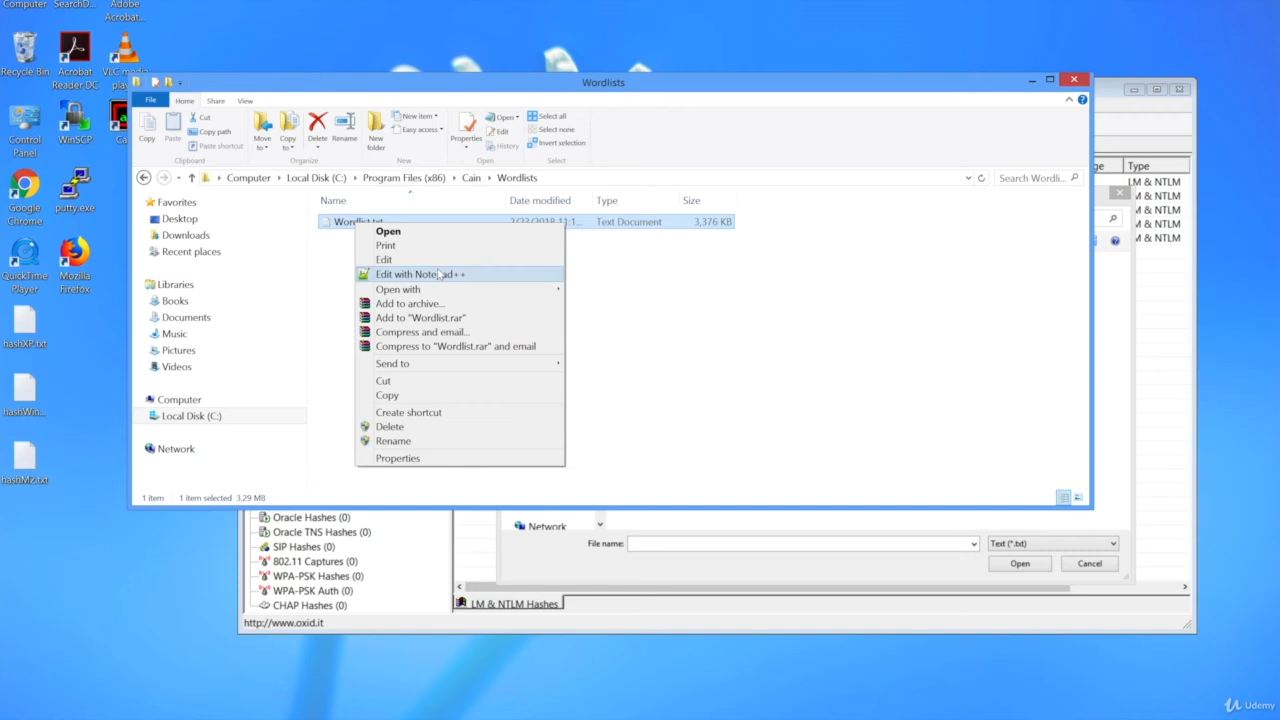 Computer
SearchD...
Adobe
Acrobat...
Recycle Bin
Acrobat
Reader DC
VLC media
Control
Panel
WinSCP
Google
Chrome
putty.exe
QuickTime
Player
Mozilla
Firefox
hashXP.txt
hashWin...
hashM2.txt
Wordlists
File
Home
Share
View
Copy
Paste
Cut
Copy path
Paste shortcut
Clipboard
Move
to
Copy
to
Delete
Rename
Organize
New
folder
New item
Easy access
New
Properties
Open
Edit
History
Open
Select all
Select none
Invert selection
Select
Computer
Local Disk (C:)
Program Files (x86)
Cain
Wordlists
Search Wordli...
Name
Date modified
Type
Size
Text Document
3,376 KB
Favorites
Desktop
Downloads
Recent places
Libraries
Books
Documents
Music
Pictures
Videos
Computer
Local Disk (C:)
Network
Open
Print
Edit
Edit with Notepad++
Open with
Add to archive...
Add to "Wordlist.rar"
Compress and email...
Compress to "Wordlist.rar" and email
Send to
Cut
Copy
Create shortcut
Delete
Rename
Properties
1 item
1 item selected 3.29 MB
Type
LM & NTLM
LM & NTLM
LM & NTLM
LM & NTLM
LM & NTLM
Oracle Hashes (0)
Oracle TNS Hashes (0)
SIP Hashes (0)
802.11 Captures (0)
WPA-PSK Hashes (0)
WPA-PSK Auth (0)
CHAP Hashes (0)
Network
File name:
Text (*.txt)
Open
Cancel
LM & NTLM Hashes
http://www.oxid.it
Udemy